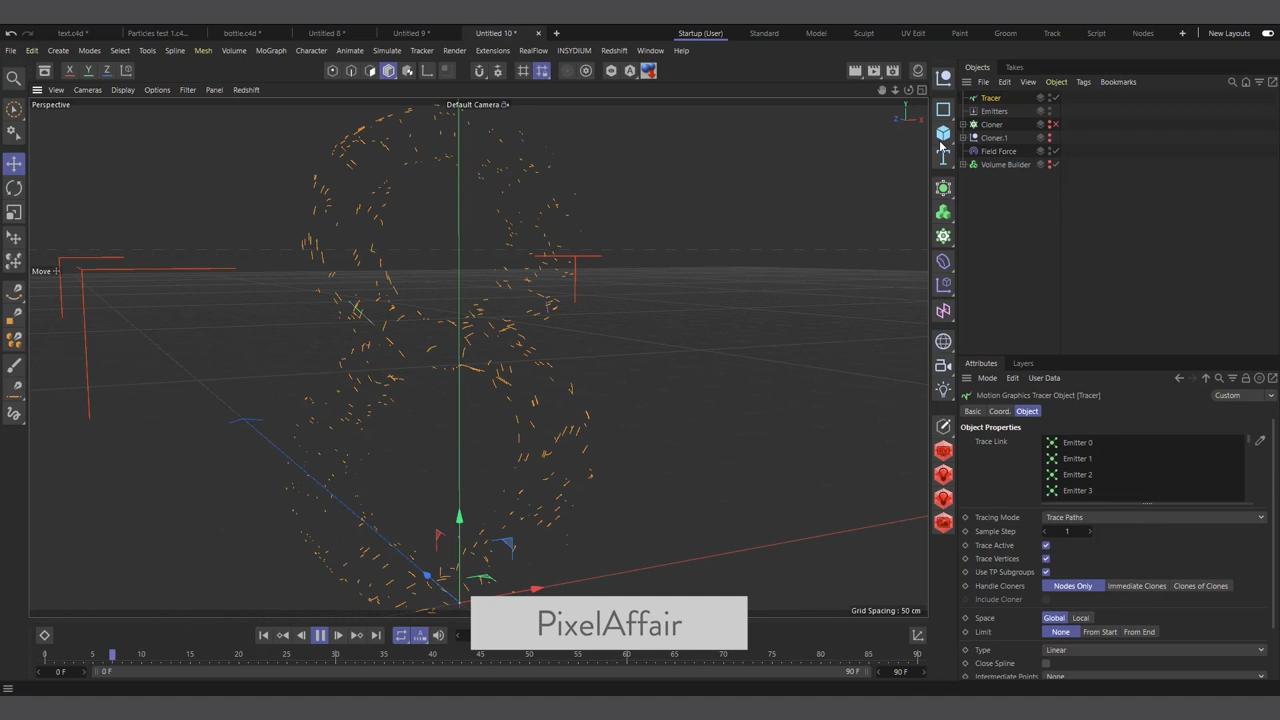 text.c4d *
Particles test 1.c4...
bottle.c4d *
Untitled 8 *
Untitled 9 *
Untitled 10 *
Startup (User)
Standard
Model
Sculpt
UV Edit
Paint
Groom
Track
Script
Nodes
New Layouts
File
Edit
Create
Modes
Select
Tools
Mesh
Volume
MoGraph
Character
Animate
Simulate
Tracker
Render
Extensions
RealFlow
INSYDIUM
Redshift
Window
Help
X Y Z
View
Cameras
Display
Options
Filter
Panel
Redshift
Perspective
Default Camera
Y
Z
X
Move
Grid Spacing : 50 cm
PixelAffair
0 5 10 15 20 25 30 35 40 45 50 55 60 65 70 75 80 85 90
0 F
0 F
90 F
90 F
Objects
Takes
File
Edit
View
Object
Tags
Bookmarks
Tracer
Emitters
Cloner
Cloner.1
Field Force
Volume Builder
Attributes
Layers
Mode
Edit
User Data
Motion Graphics Tracer Object [Tracer]
Custom
Basic
Coord.
Object
Object Properties
Trace Link
Emitter 0
Emitter 1
Emitter 2
Emitter 3
Tracing Mode
Trace Paths
Sample Step
1
Trace Active
Trace Vertices
Use TP Subgroups
Handle Cloners
Nodes Only
Immediate Clones
Clones of Clones
Include Cloner
Space
Global
Local
Limit
None
From Start
From End
Type
Linear
Close Spline
Intermediate Points
None